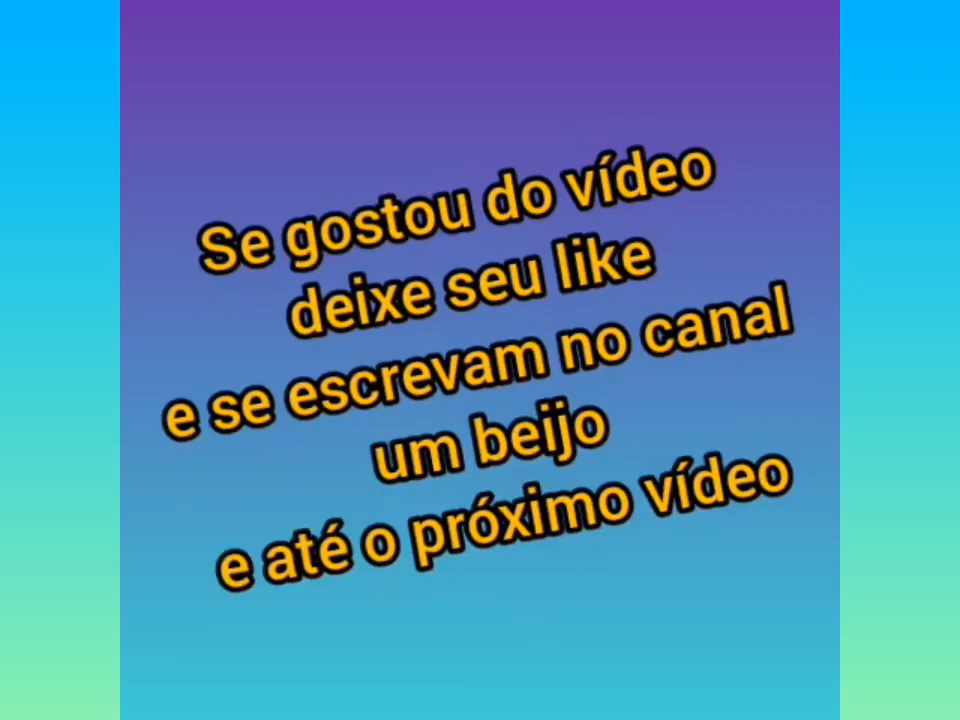 Se gostou do vídeo
deixe seu like
e se escrevam no canal
um beijo
e até o próximo vídeo